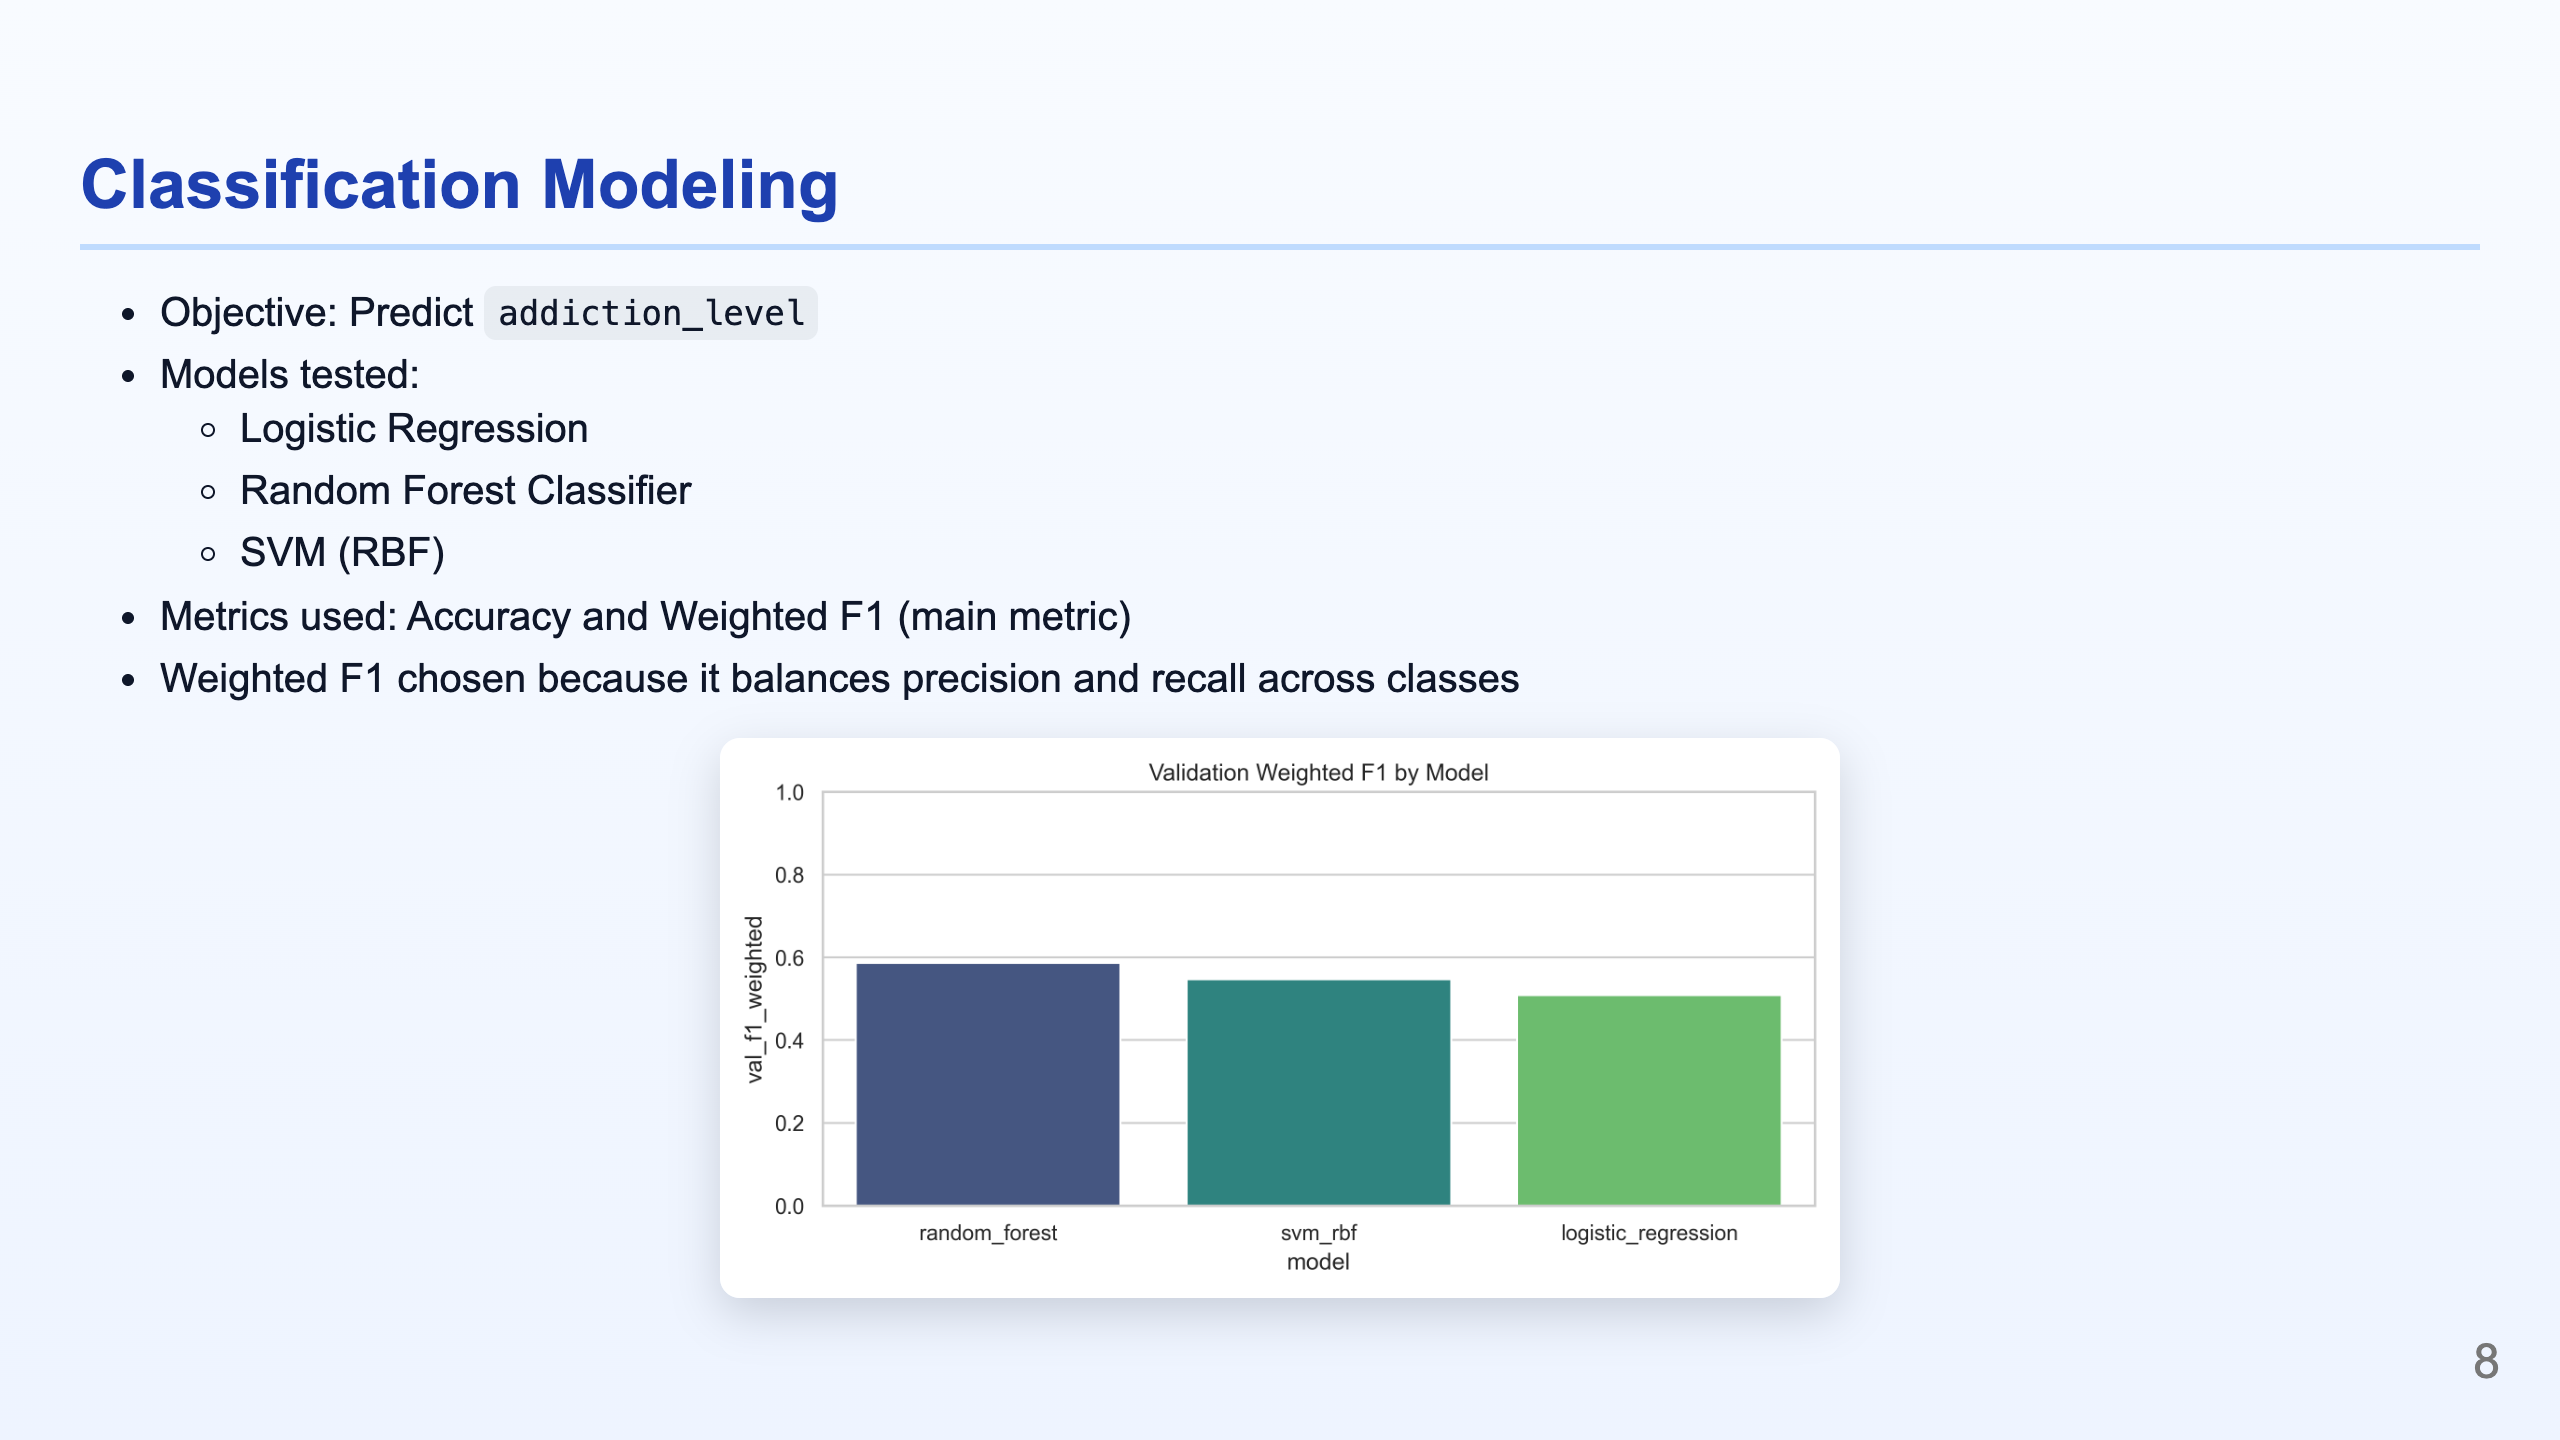 Classification Modeling
Objective: Predict addiction_level
Models tested:
Logistic Regression
Random Forest Classifier
SVM (RBF)
Metrics used: Accuracy and Weighted F1 (main metric)
Weighted F1 chosen because it balances precision and recall across classes
Validation Weighted F1 by Model
val_f1_weighted
1.0
0.8
0.6
0.4
0.2
0.0
random_forest svm_rbf logistic_regression
model
8